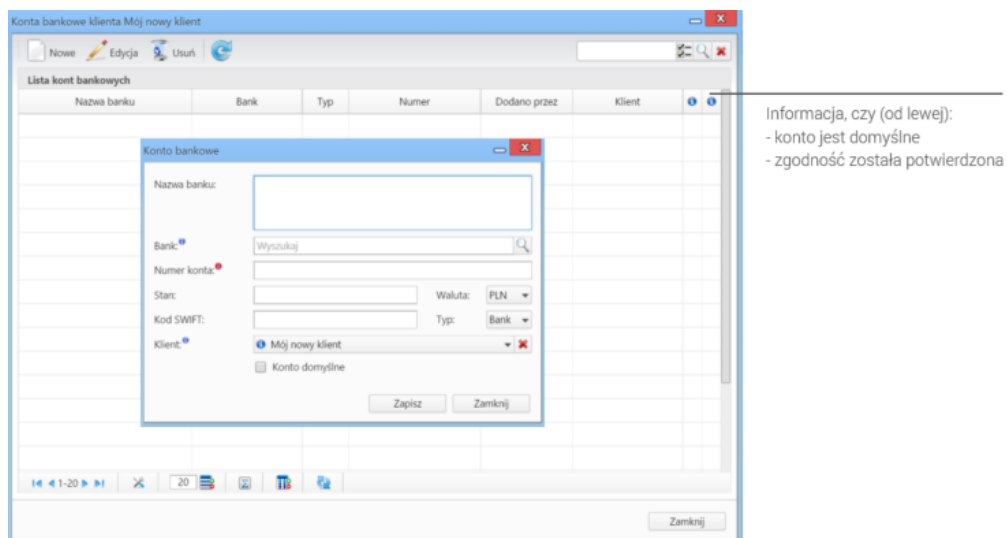 Konta bankowe klienta Mój nowy klient
Nowe Edycja Usuń
Lista kont bankowych
Nazwa banku Bank Typ Numer Dodano przez Klient
Informacja, czy (od lewej):
- konto jest domyślne
- zgodność została potwierdzona
Konto bankowe
Nazwa banku:
Bank: Wyszukaj
Numer konta:
Stan: Waluta: PLN
Kod SWIFT: Typ: Bank
Klient: Mój nowy klient
Konto domyślne
Zapisz Zamknij
1-20 20
Zamknij